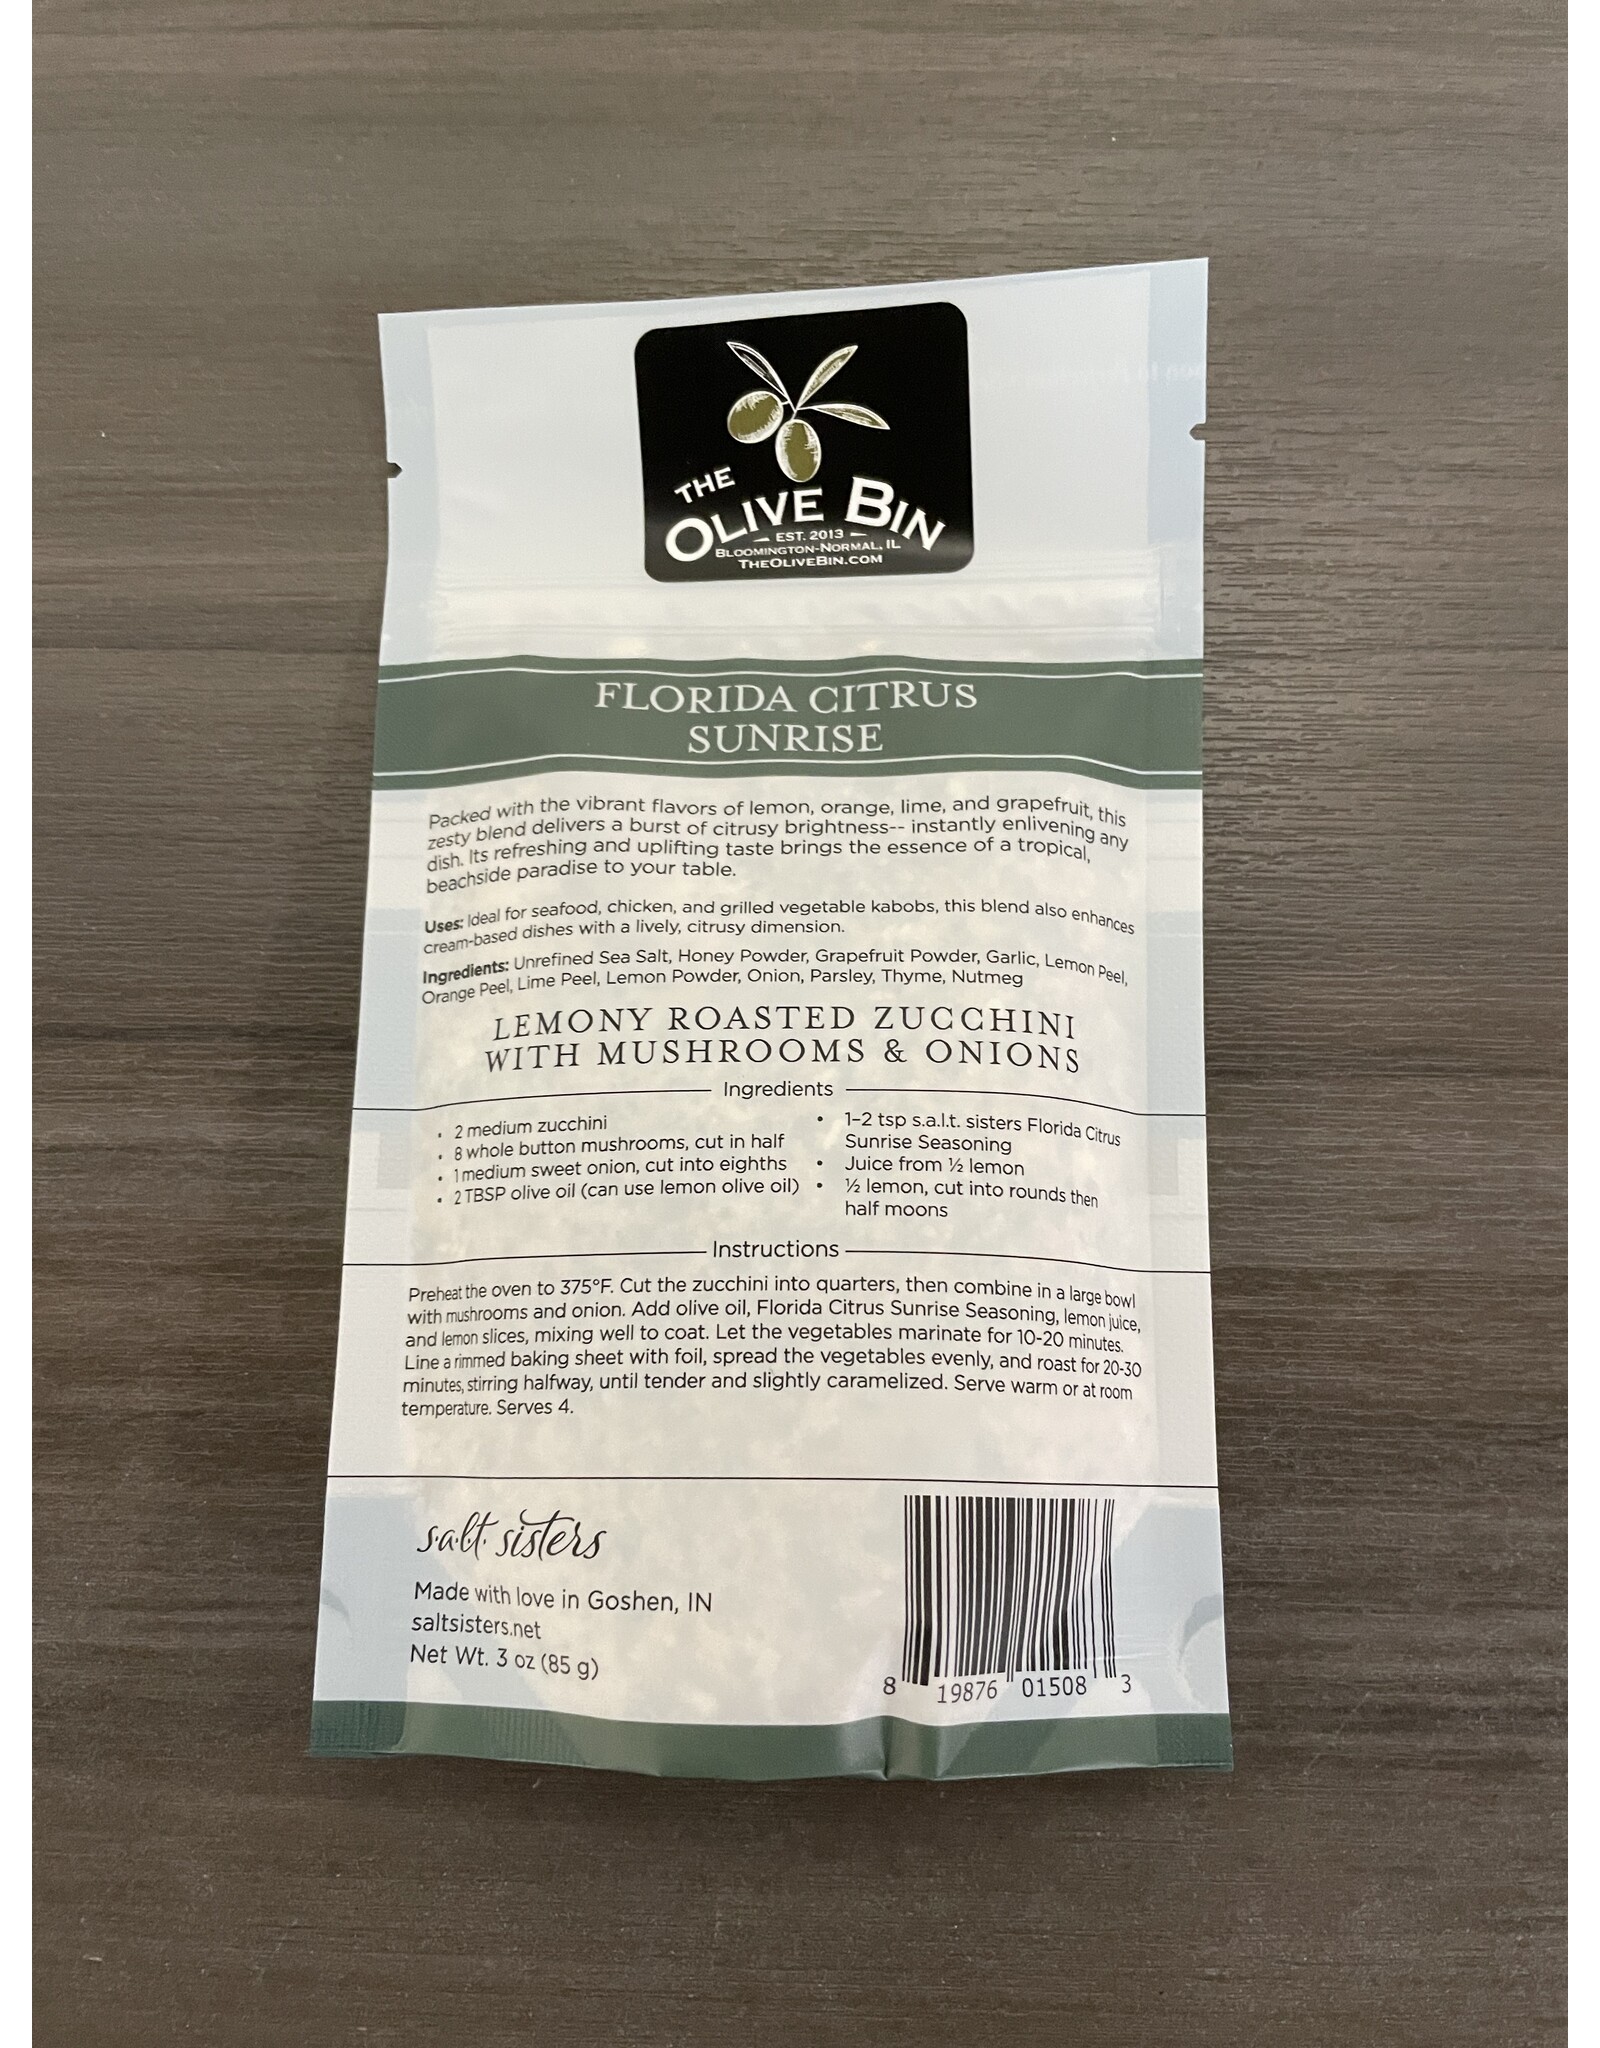 THE
OLIVE BIN
EST. 2013
BLOOMINGTON-NORMAL, IL
THEOLIVEBIN.COM
FLORIDA CITRUS
SUNRISE
Packed with the vibrant flavors of lemon, orange, lime, and grapefruit, this
zesty blend delivers a burst of citrusy brightness-- instantly enlivening any
dish. Its refreshing and uplifting taste brings the essence of a tropical,
beachside paradise to your table.
Uses: Ideal for seafood, chicken, and grilled vegetable kabobs, this blend also enhances
cream-based dishes with a lively, citrusy dimension.
Ingredients: Unrefined Sea Salt, Honey Powder, Grapefruit Powder, Garlic, Lemon Peel,
Orange Peel, Lime Peel, Lemon Powder, Onion, Parsley, Thyme, Nutmeg
LEMONY ROASTED ZUCCHINI
WITH MUSHROOMS & ONIONS
Ingredients
• 2 medium zucchini
• 8 whole button mushrooms, cut in half
• 1 medium sweet onion, cut into eighths
• 2 TBSP olive oil (can use lemon olive oil)
• 1–2 tsp s.a.l.t. sisters Florida Citrus
Sunrise Seasoning
• Juice from ½ lemon
• ½ lemon, cut into rounds then
half moons
Instructions
Preheat the oven to 375°F. Cut the zucchini into quarters, then combine in a large bowl
with mushrooms and onion. Add olive oil, Florida Citrus Sunrise Seasoning, lemon juice,
and lemon slices, mixing well to coat. Let the vegetables marinate for 10-20 minutes.
Line a rimmed baking sheet with foil, spread the vegetables evenly, and roast for 20-30
minutes, stirring halfway, until tender and slightly caramelized. Serve warm or at room
temperature. Serves 4.
s.a.l.t. sisters
Made with love in Goshen, IN
saltsisters.net
Net Wt. 3 oz (85 g)
8 19876 01508 3